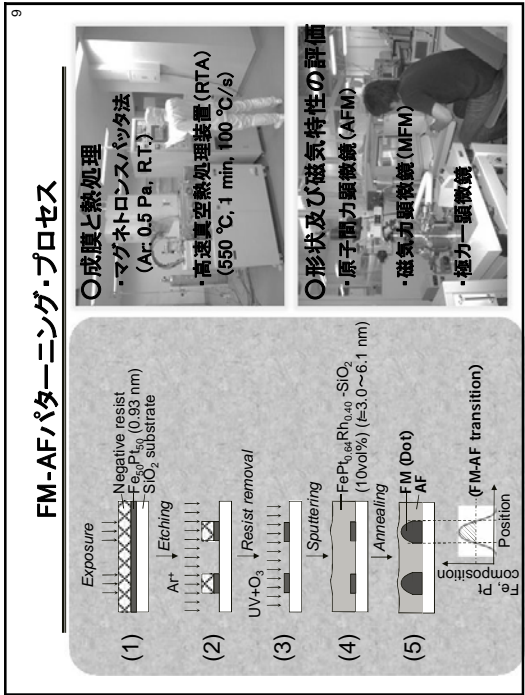 9
FM-AFパターニング・プロセス
Exposure
(1)
Negative resist
Fe50Pt50 (0.93 nm)
SiO2 substrate
Etching
Ar+
(2)
Resist removal
UV+O3
(3)
Sputtering
(4)
FePt0.64Rh0.40 -SiO2
(10vol%) (t=3.0~6.1 nm)
Annealing
(5)
FM (Dot)
AF
Fe, Pt
composition
Position
(FM-AF transition)
〇成膜と熱処理
・マグネトロンスパッタ法
(Ar: 0.5 Pa, R.T.)
・高速真空熱処理装置(RTA)
(550 °C, 1 min, 100 °C/s)
〇形状及び磁気特性の評価
・原子間力顕微鏡(AFM)
・磁気力顕微鏡(MFM)
・極カー顕微鏡